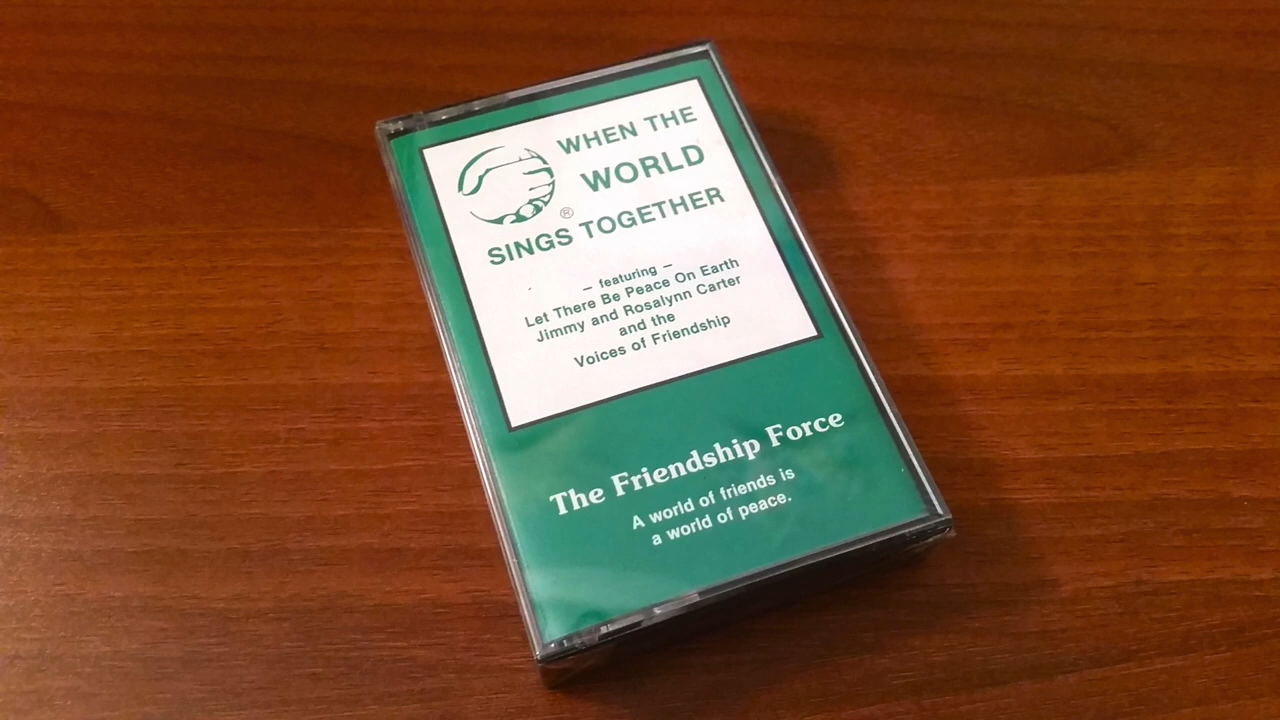 WHEN THE
WORLD
®
SINGS TOGETHER
– featuring –
Let There Be Peace On Earth
Jimmy and Rosalynn Carter
and the
Voices of Friendship
The Friendship Force
A world of friends is
a world of peace.